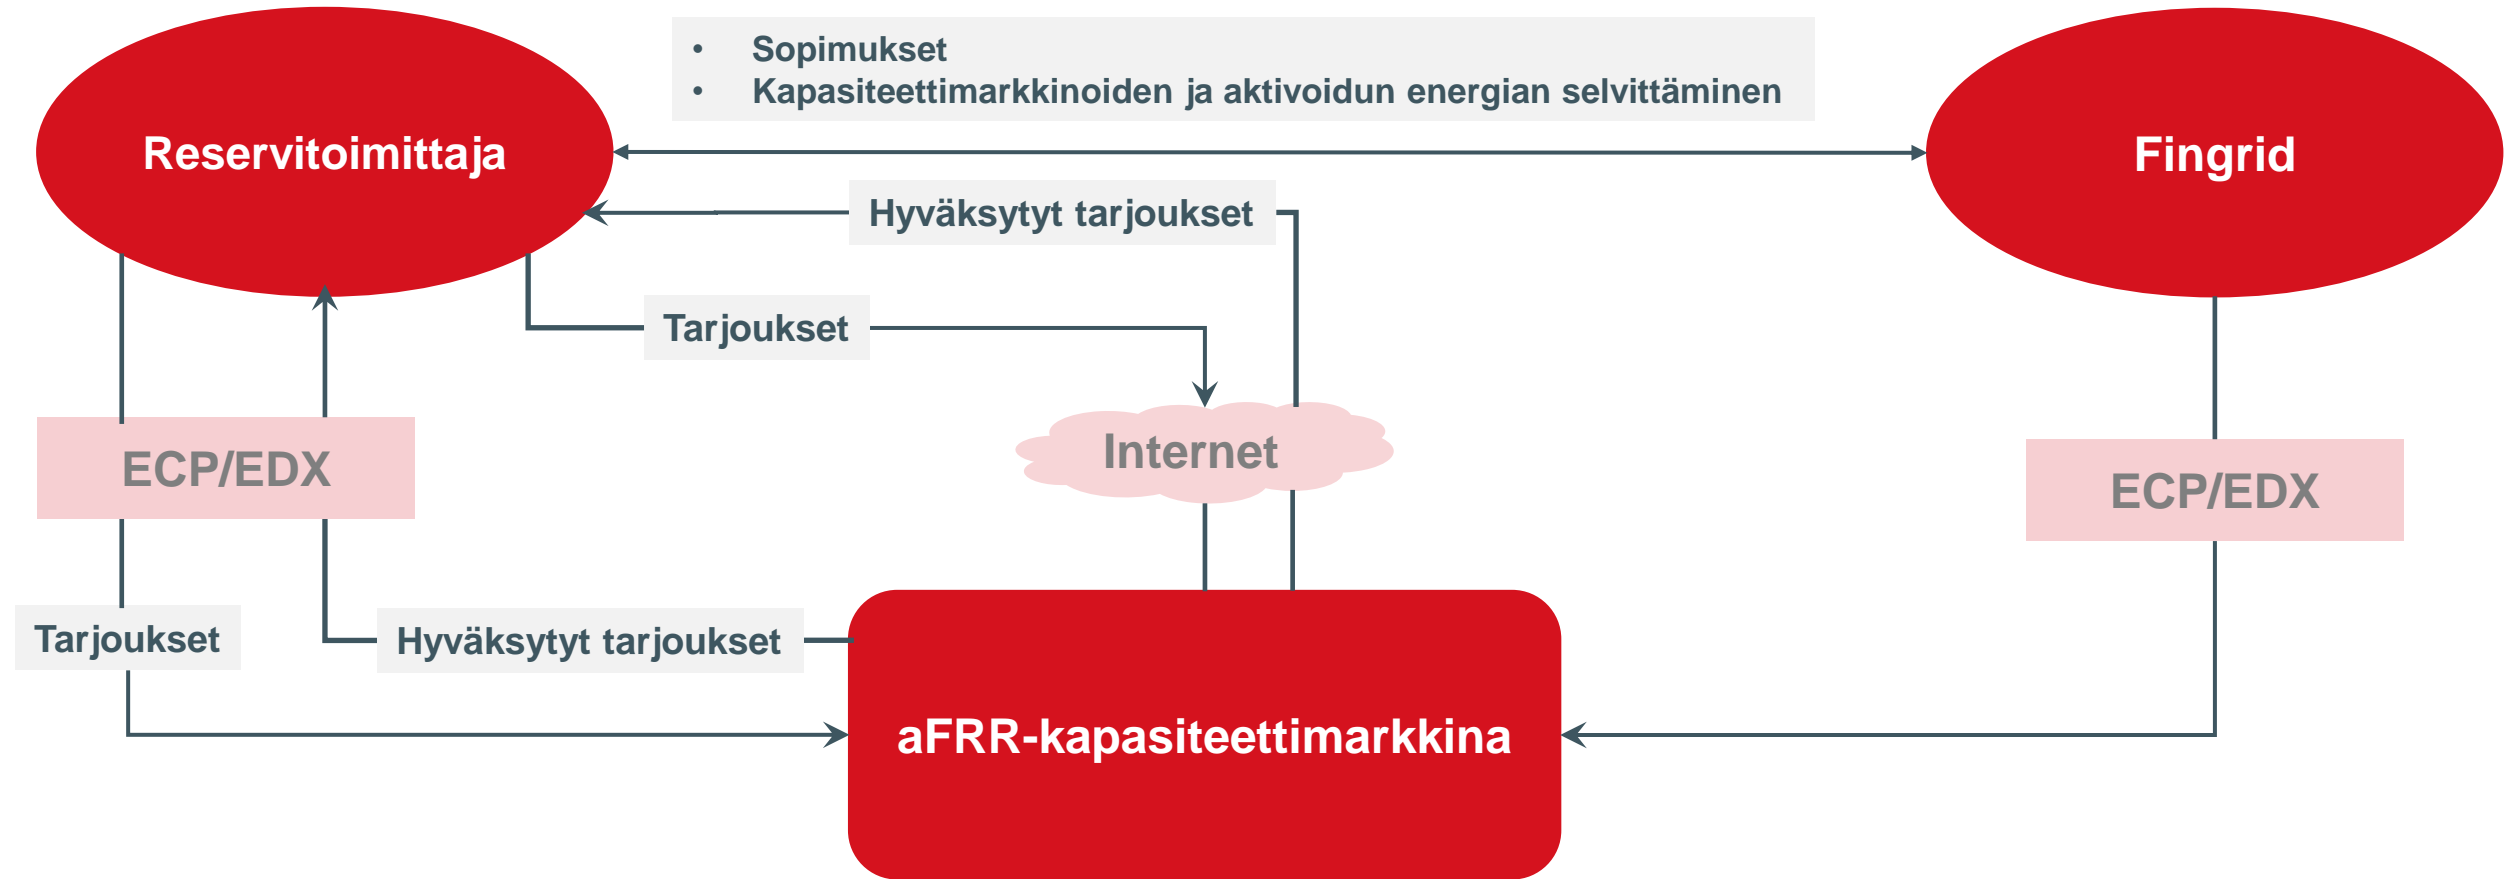 • Sopimukset
• Kapasiteettimarkkinoiden ja aktivoidun energian selvittäminen
Reservitoimittaja
Fingrid
Hyväksytyt tarjoukset
Tarjoukset
Internet
ECP/EDX
ECP/EDX
Tarjoukset
Hyväksytyt tarjoukset
aFRR-kapasiteettimarkkina